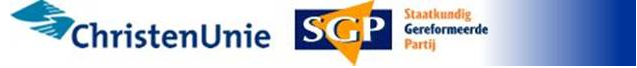 ChristenUnie
SGP
Staatkundig
Gereformeerde
Partij